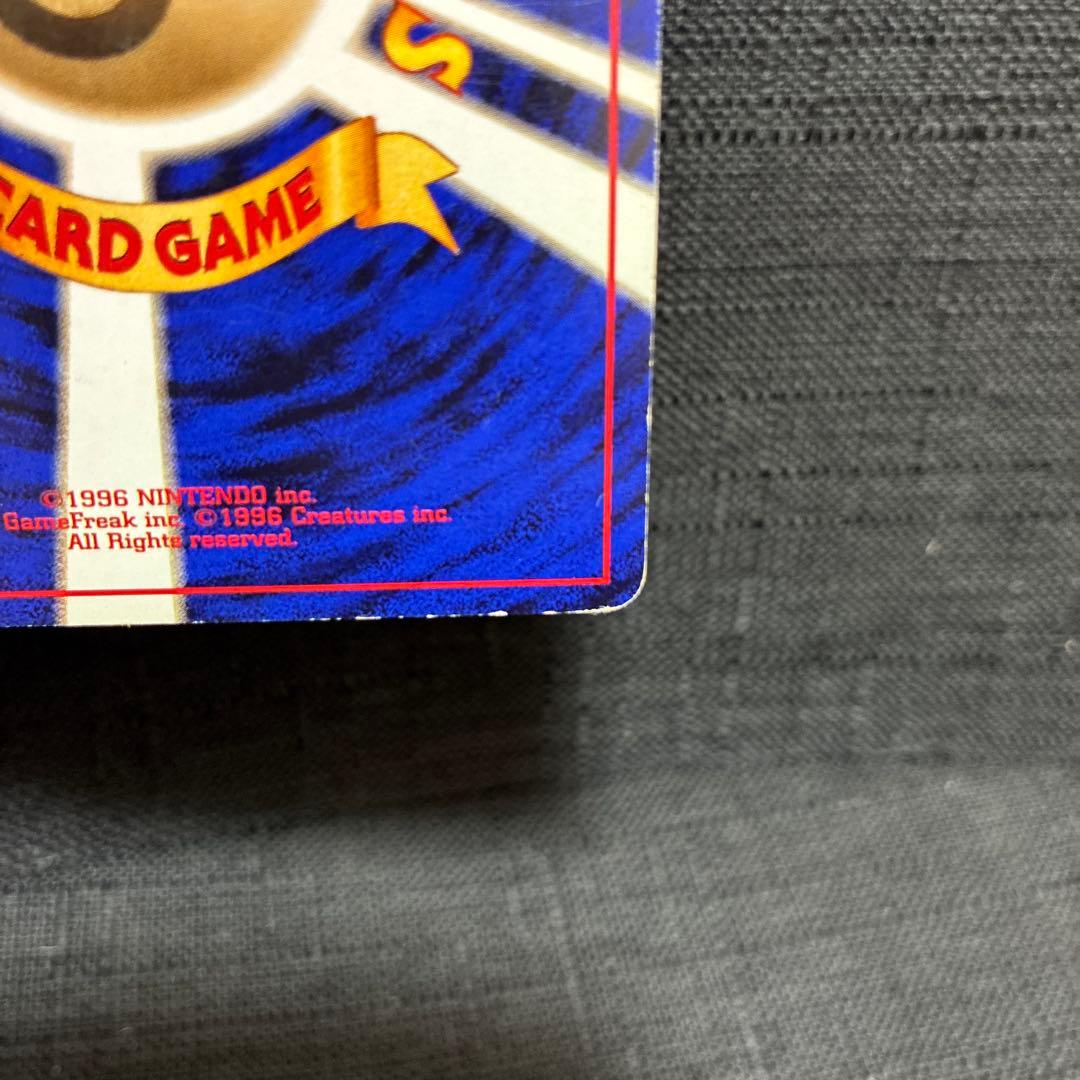 S
CARD GAME
©1996 NINTENDO inc.
GameFreak inc. ©1996 Creatures inc.
All Rights reserved.